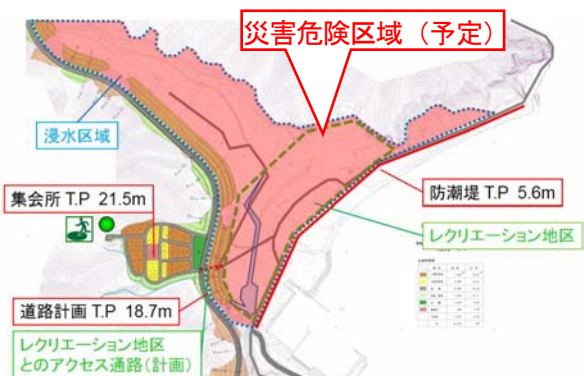 災害危険区域（予定）
浸水区域
集会所 T.P 21.5m
防潮堤 T.P 5.6m
レクリエーション地区
道路計画 T.P 18.7m
レクリエーション地区
とのアクセス通路(計画)